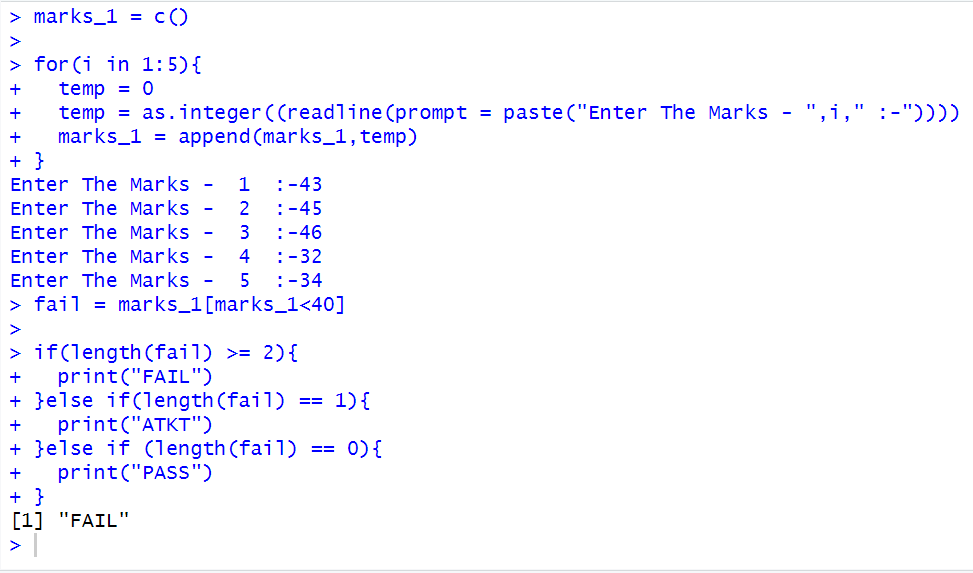 > marks_1 = c()
>
> for(i in 1:5){
+   temp = 0
+   temp = as.integer((readline(prompt = paste("Enter The Marks - ",i," :-"))))
+   marks_1 = append(marks_1,temp)
+ }
Enter The Marks -  1  :-43
Enter The Marks -  2  :-45
Enter The Marks -  3  :-46
Enter The Marks -  4  :-32
Enter The Marks -  5  :-34
> fail = marks_1[marks_1<40]
>
> if(length(fail) >= 2){
+   print("FAIL")
+ }else if(length(fail) == 1){
+   print("ATKT")
+ }else if (length(fail) == 0){
+   print("PASS")
+ }
[1] "FAIL"
>